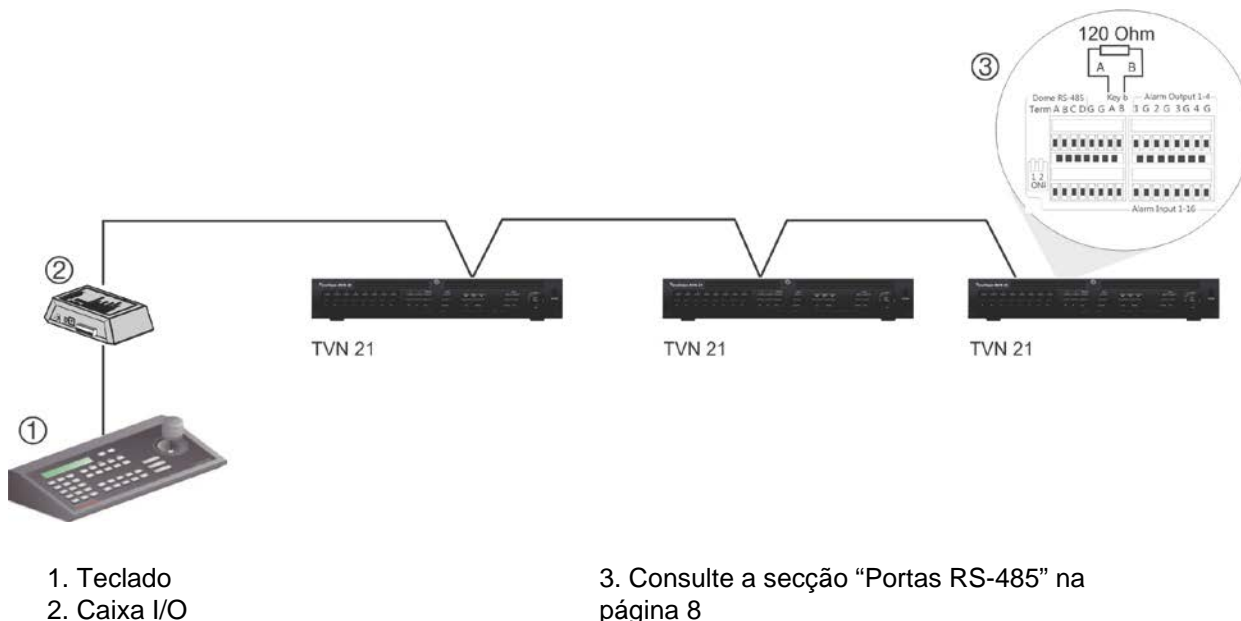 120 Ohm
③
A B
Dome RS-485 Key b Alarm Output 1-4
Term A B C D G G A B 1 G 2 G 3 G 4 G
1 2
ON
Alarm Input 1-16
②
TVN 21
TVN 21
TVN 21
①
1. Teclado
2. Caixa I/O
3. Consulte a secção “Portas RS-485” na
página 8